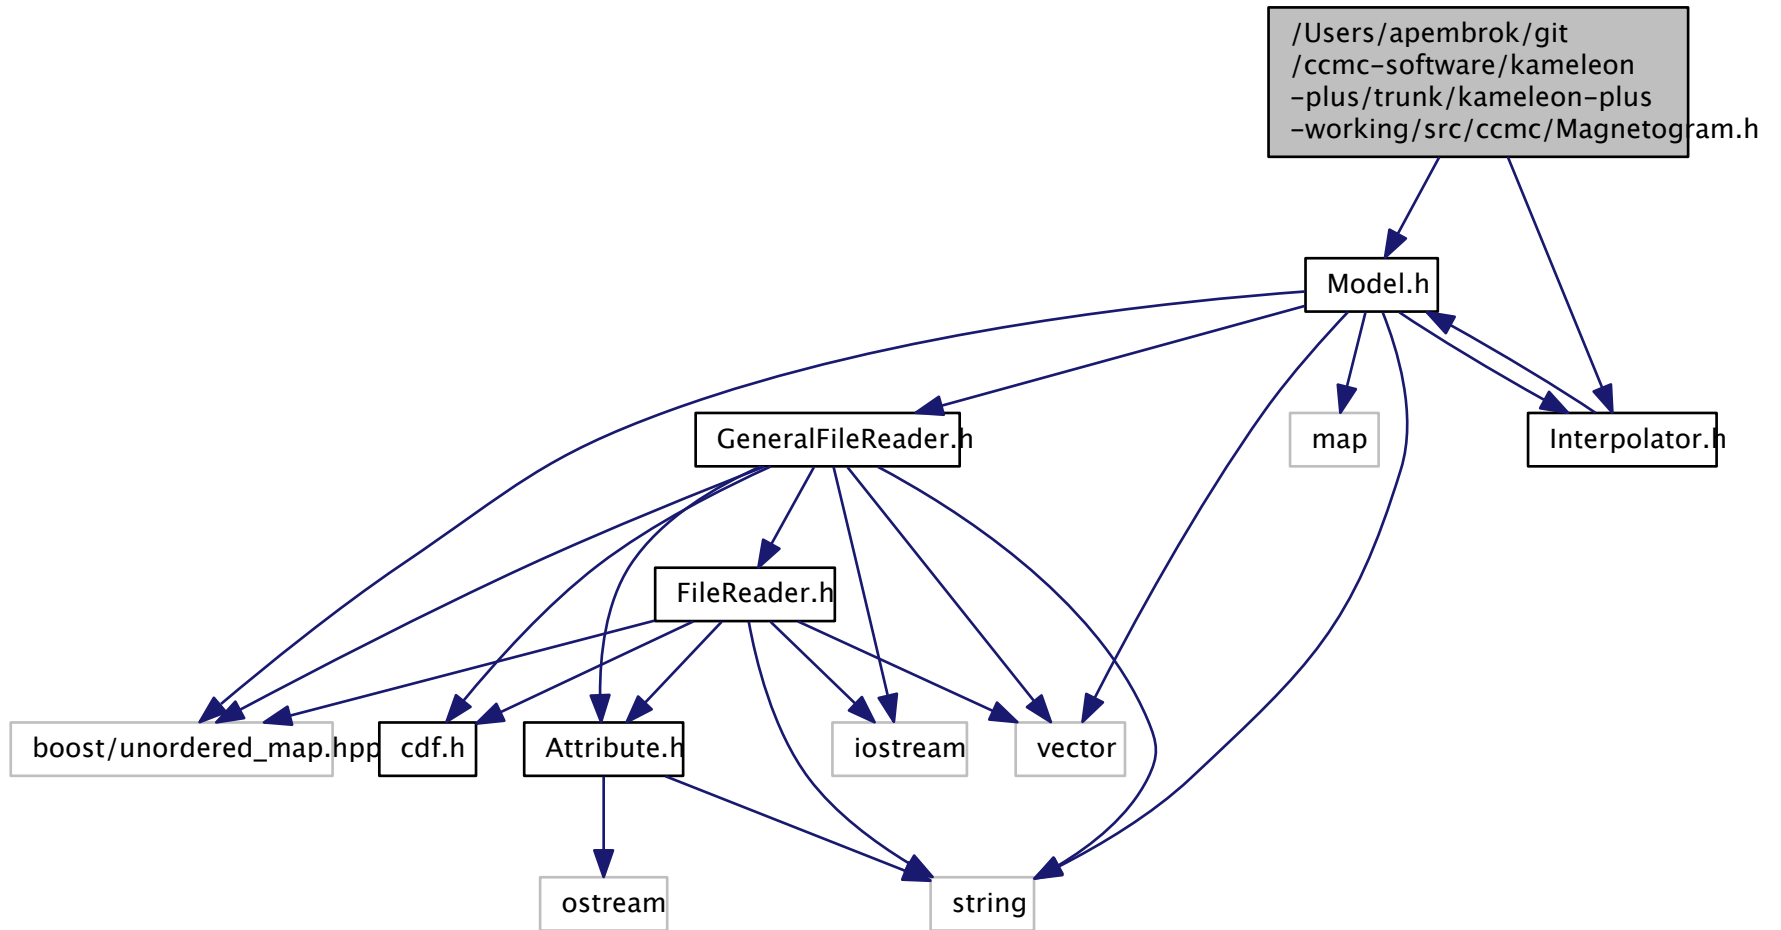 /Users/apembrok/git
/ccmc-software/kameleon
-plus/trunk/kameleon-plus
-working/src/ccmc/Magnetogram.h
Model.h
GeneralFileReader.h
map
Interpolator.h
FileReader.h
boost/unordered_map.hpp
cdf.h
Attribute.h
iostream
vector
ostream
string